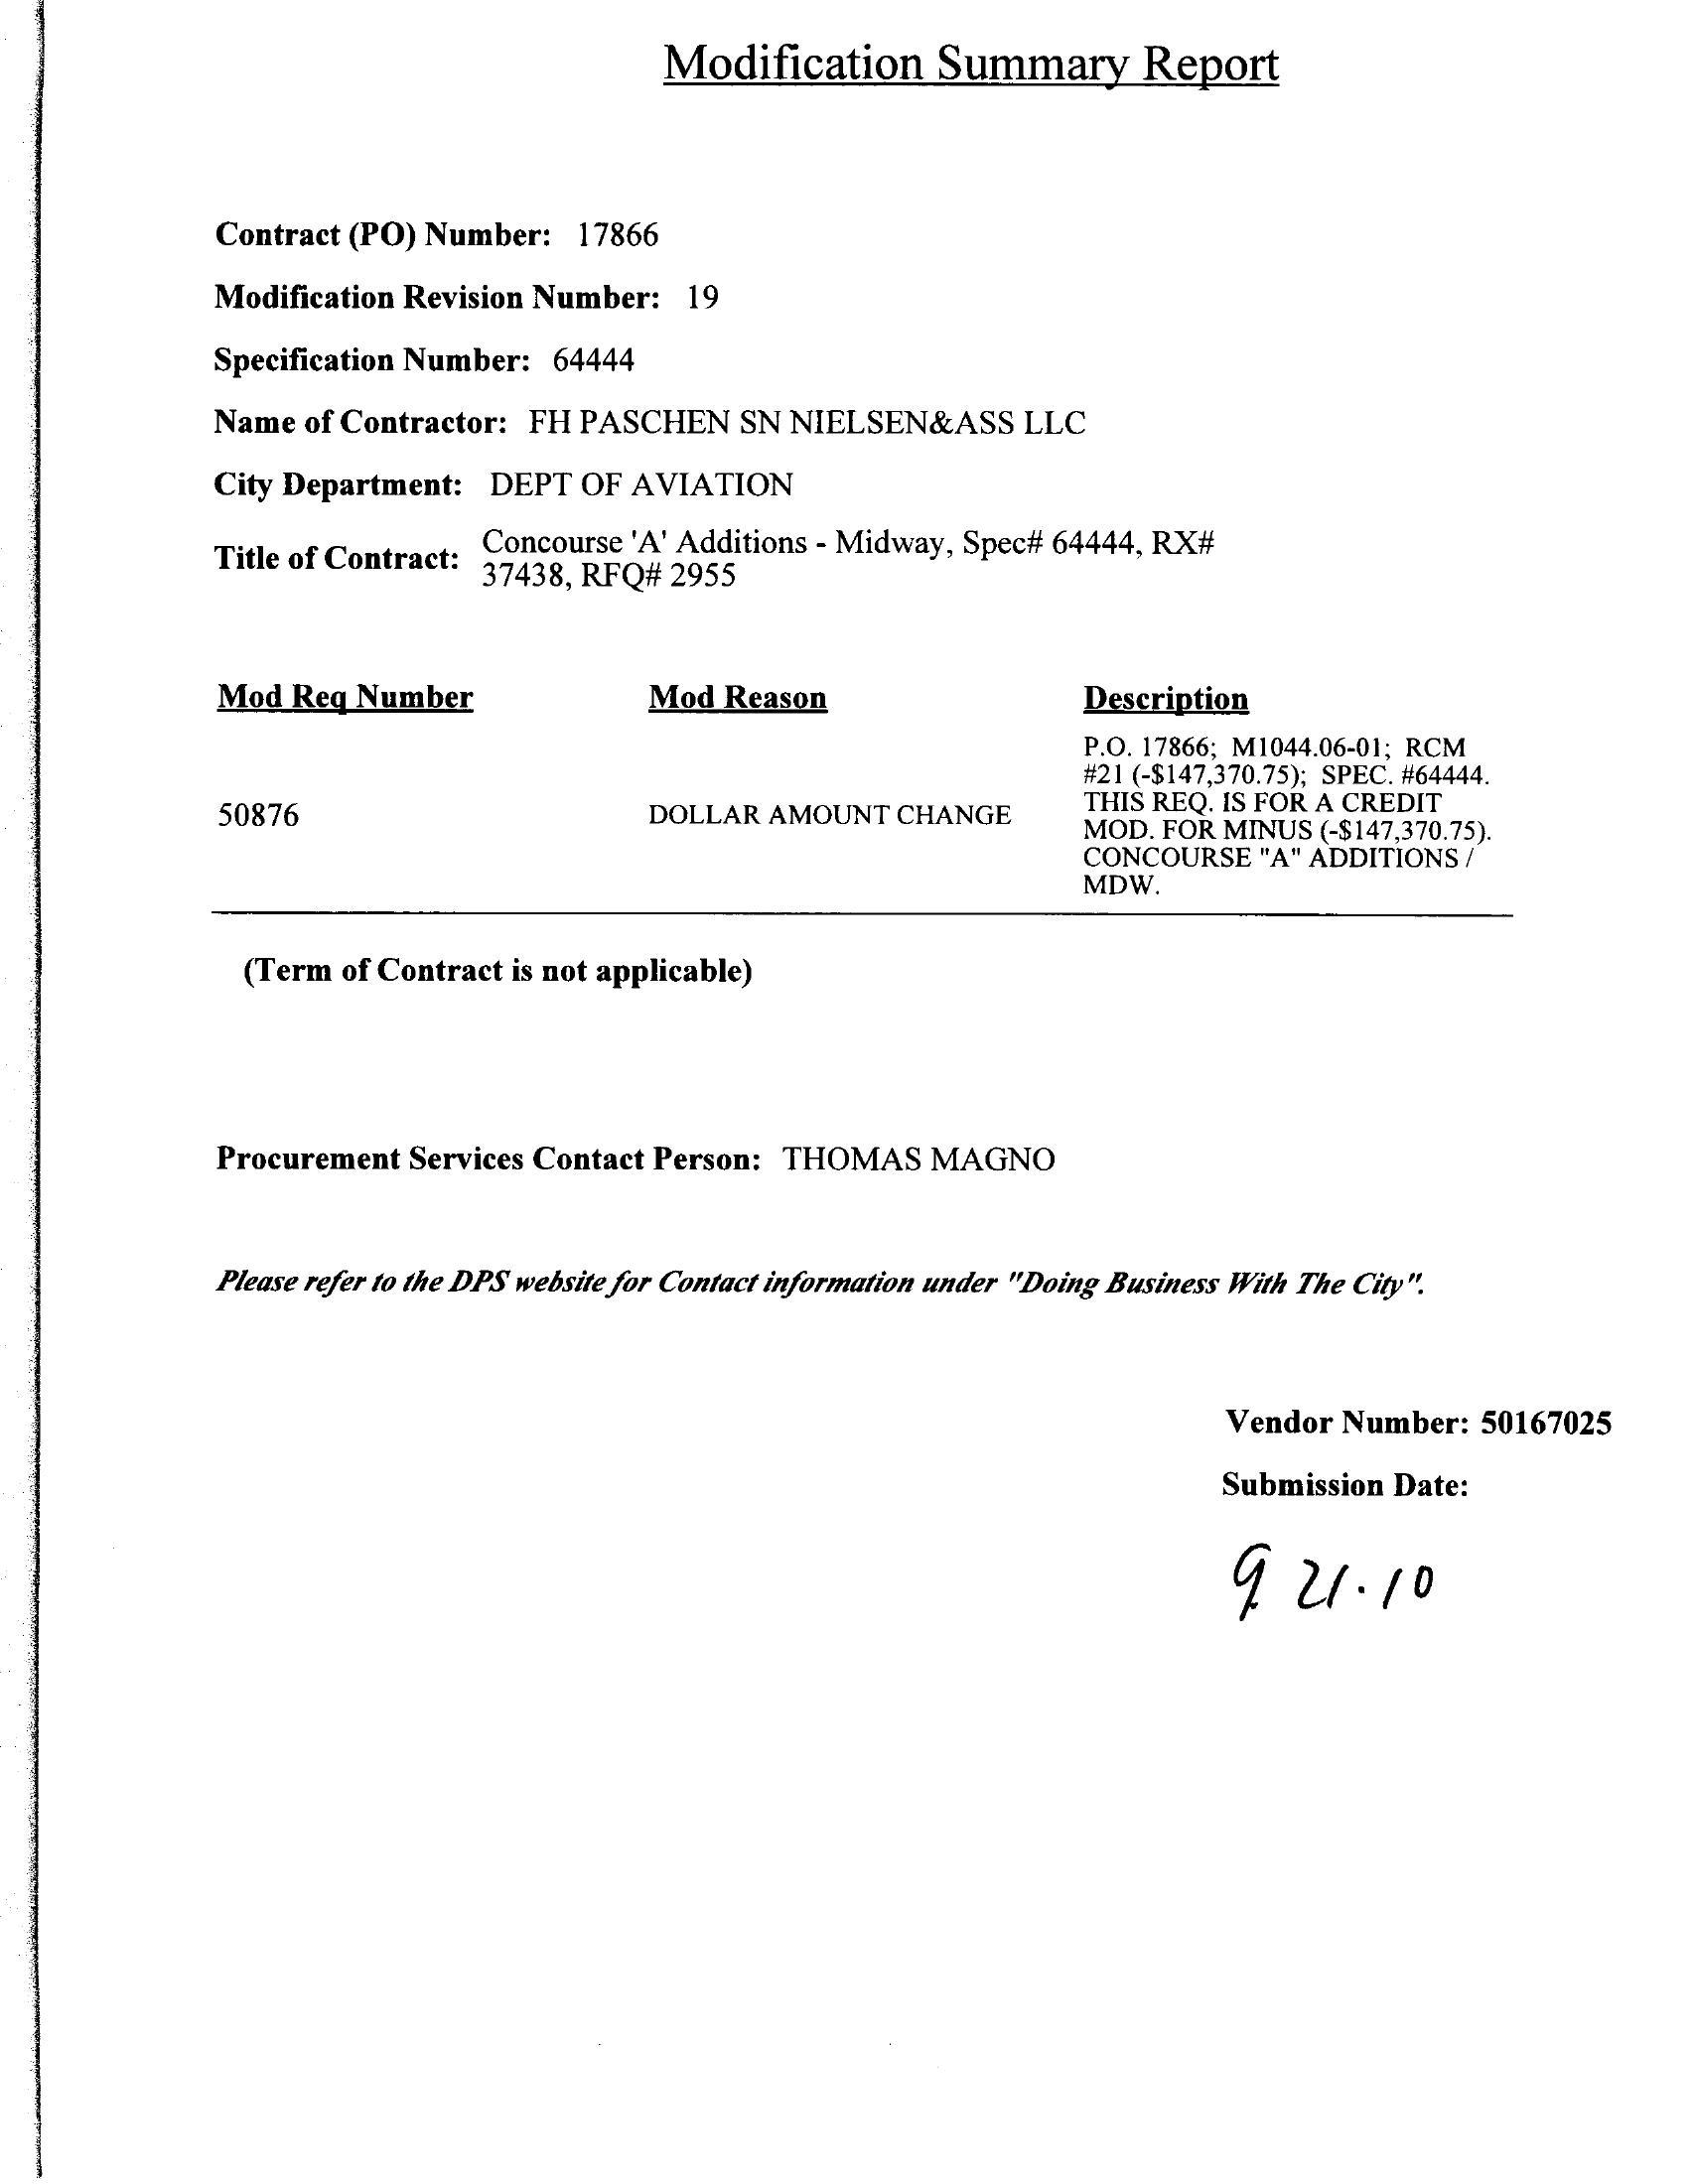 Modification Summary Report
Contract (PO) Number: 17866
Modification Revision Number: 19
Specification Number: 64444
Name of Contractor: FH PASCHEN SN NIELSEN&ASS LLC
City Department: DEPT OF AVIATION
Title of Contract: Concourse 'A' Additions - Midway, Spec# 64444, RX#
37438, RFQ# 2955
Mod Req Number Mod Reason Description
P.O. 17866; M1044.06-01; RCM
#21 (-$147,370.75); SPEC. #64444.
50876 DOLLAR AMOUNT CHANGE THIS REQ. IS FOR A CREDIT
MOD. FOR MINUS (-$147,370.75).
CONCOURSE "A" ADDITIONS /
MDW.
(Term of Contract is not applicable)
Procurement Services Contact Person: THOMAS MAGNO
Please refer to the DPS website for Contact information under "Doing Business With The City".
Vendor Number: 50167025
Submission Date:
9. 21.10